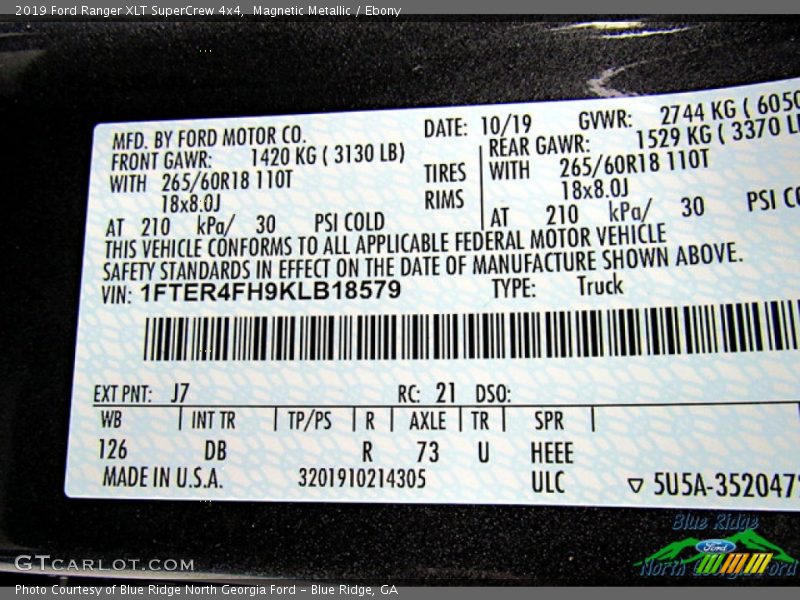 2019 Ford Ranger XLT SuperCrew 4x4, Magnetic Metallic / Ebony
MFD. BY FORD MOTOR CO. DATE: 10/19 GVWR: 2744 KG ( 6050
FRONT GAWR: 1420 KG ( 3130 LB) REAR GAWR: 1529 KG ( 3370 LB
WITH 265/60R18 110T TIRES WITH 265/60R18 110T
18x8.0J RIMS 18x8.0J
AT 210 kPa/ 30 PSI COLD AT 210 kPa/ 30 PSI CO
THIS VEHICLE CONFORMS TO ALL APPLICABLE FEDERAL MOTOR VEHICLE
SAFETY STANDARDS IN EFFECT ON THE DATE OF MANUFACTURE SHOWN ABOVE.
VIN: 1FTER4FH9KLB18579 TYPE: Truck
EXT PNT: J7 RC: 21 DSO:
WB INT TR TP/PS R AXLE TR SPR
126 DB R 73 U HEEE
MADE IN U.S.A. 3201910214305 ULC ▽ 5U5A-3520472
Blue Ridge
Ford
North Georgia Ford
GTcarlot.com
Photo Courtesy of Blue Ridge North Georgia Ford – Blue Ridge, GA